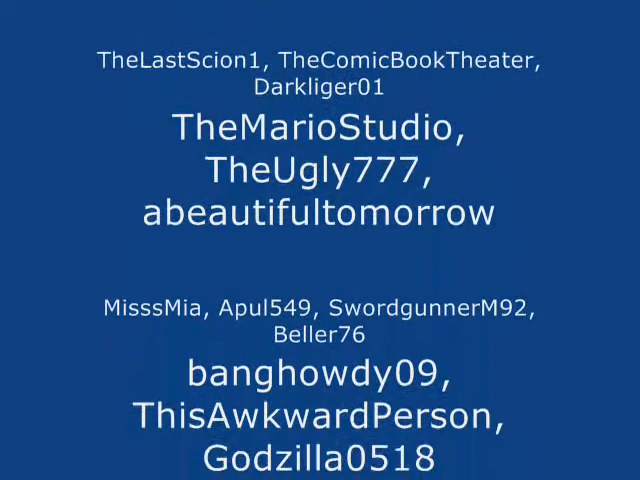 TheLastScion1, TheComicBookTheater,
Darkliger01
TheMarioStudio,
TheUgly777,
abeautifultomorrow
MisssMia, Apul549, SwordgunnerM92,
Beller76
banghowdy09,
ThisAwkwardPerson,
Godzilla0518